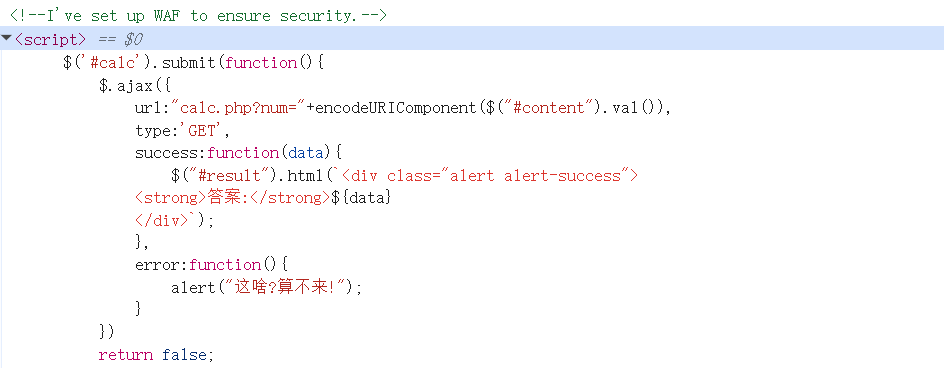 <!--I've set up WAF to ensure security.-->
<script> == $0
$('#calc').submit(function(){
$.ajax({
url:"calc.php?num="+encodeURIComponent($("#content").val()),
type:'GET',
success:function(data){
$("#result").html(`<div class="alert alert-success">
<strong>答案:</strong>${data}
</div>`);
},
error:function(){
alert("这啥?算不来!");
}
})
return false;